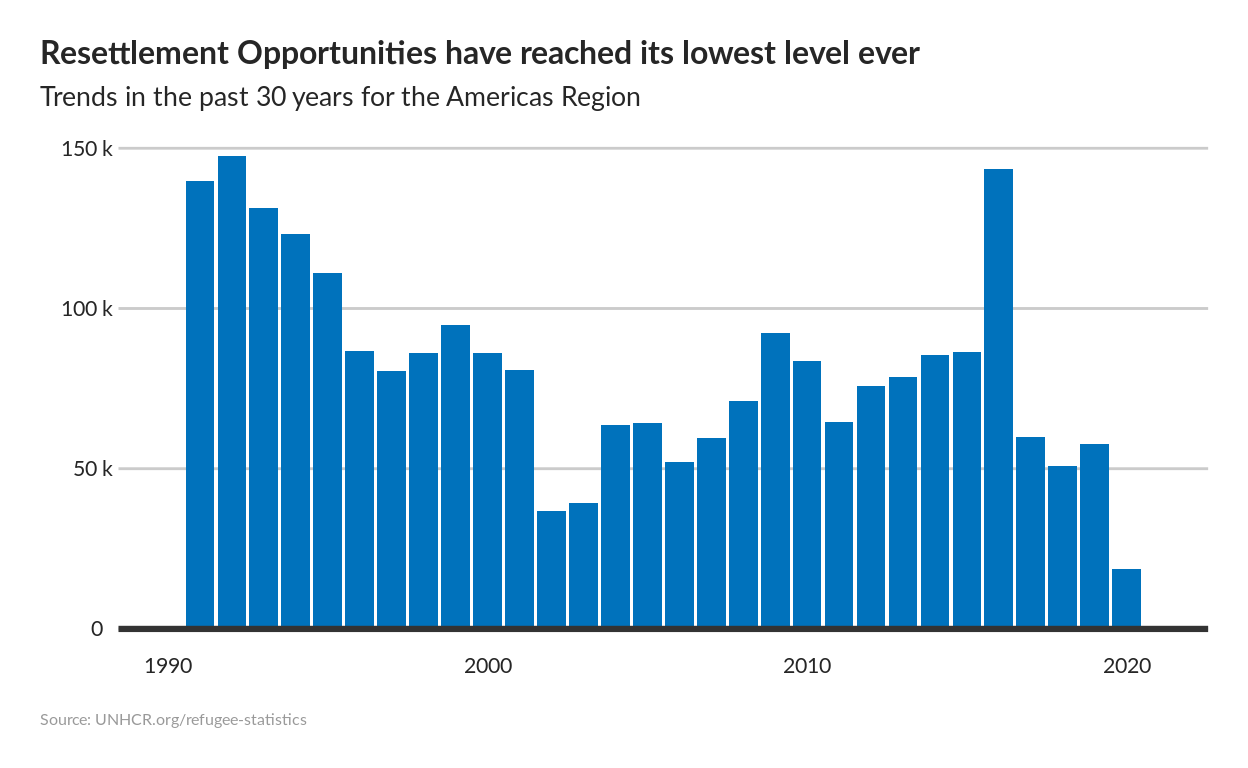 Resettlement Opportunities have reached its lowest level ever
Trends in the past 30 years for the Americas Region
150 k
100 k
50 k
0
1990 2000 2010 2020
Source: UNHCR.org/refugee-statistics